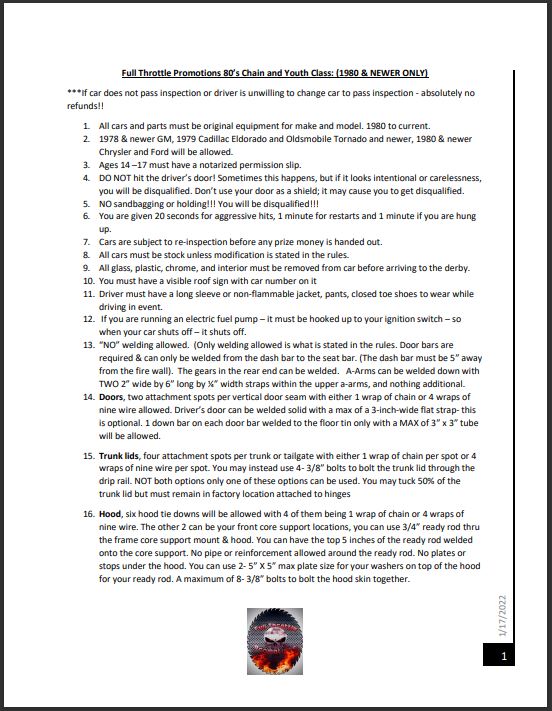 Full Throttle Promotions 80's Chain and Youth Class: (1980 & NEWER ONLY)
***If car does not pass inspection or driver is unwilling to change car to pass inspection - absolutely no
refunds!!
1. All cars and parts must be original equipment for make and model. 1980 to current.
2. 1978 & newer GM, 1979 Cadillac Eldorado and Oldsmobile Tornado and newer, 1980 & newer
Chrysler and Ford will be allowed.
3. Ages 14 –17 must have a notarized permission slip.
4. DO NOT hit the driver's door! Sometimes this happens, but if it looks intentional or carelessness,
you will be disqualified. Don't use your door as a shield; it may cause you to get disqualified.
5. NO sandbagging or holding!!! You will be disqualified!!!
6. You are given 20 seconds for aggressive hits, 1 minute for restarts and 1 minute if you are hung
up.
7. Cars are subject to re-inspection before any prize money is handed out.
8. All cars must be stock unless modification is stated in the rules.
9. All glass, plastic, chrome, and interior must be removed from car before arriving to the derby.
10. You must have a visible roof sign with car number on it
11. Driver must have a long sleeve or non-flammable jacket, pants, closed toe shoes to wear while
driving in event.
12. If you are running an electric fuel pump – it must be hooked up to your ignition switch – so
when your car shuts off – it shuts off.
13. "NO" welding allowed. (Only welding allowed is what is stated in the rules. Door bars are
required & can only be welded from the dash bar to the seat bar. (The dash bar must be 5" away
from the fire wall). The gears in the rear end can be welded. A-Arms can be welded down with
TWO 2" wide by 6" long by ¼" width straps within the upper a-arms, and nothing additional.
14. Doors, two attachment spots per vertical door seam with either 1 wrap of chain or 4 wraps of
nine wire allowed. Driver's door can be welded solid with a max of a 3-inch-wide flat strap- this
is optional. 1 down bar on each door bar welded to the floor tin only with a MAX of 3" x 3" tube
will be allowed.
15. Trunk lids, four attachment spots per trunk or tailgate with either 1 wrap of chain per spot or 4
wraps of nine wire per spot. You may instead use 4- 3/8" bolts to bolt the trunk lid through the
drip rail. NOT both options only one of these options can be used. You may tuck 50% of the
trunk lid but must remain in factory location attached to hinges
16. Hood, six hood tie downs will be allowed with 4 of them being 1 wrap of chain or 4 wraps of
nine wire. The other 2 can be your front core support locations, you can use 3/4" ready rod thru
the frame core support mount & hood. You can have the top 5 inches of the ready rod welded
onto the core support. No pipe or reinforcement allowed around the ready rod. No plates or
stops under the hood. You can use 2- 5" X 5" max plate size for your washers on top of the hood
for your ready rod. A maximum of 8- 3/8" bolts to bolt the hood skin together.
1/17/2022
1